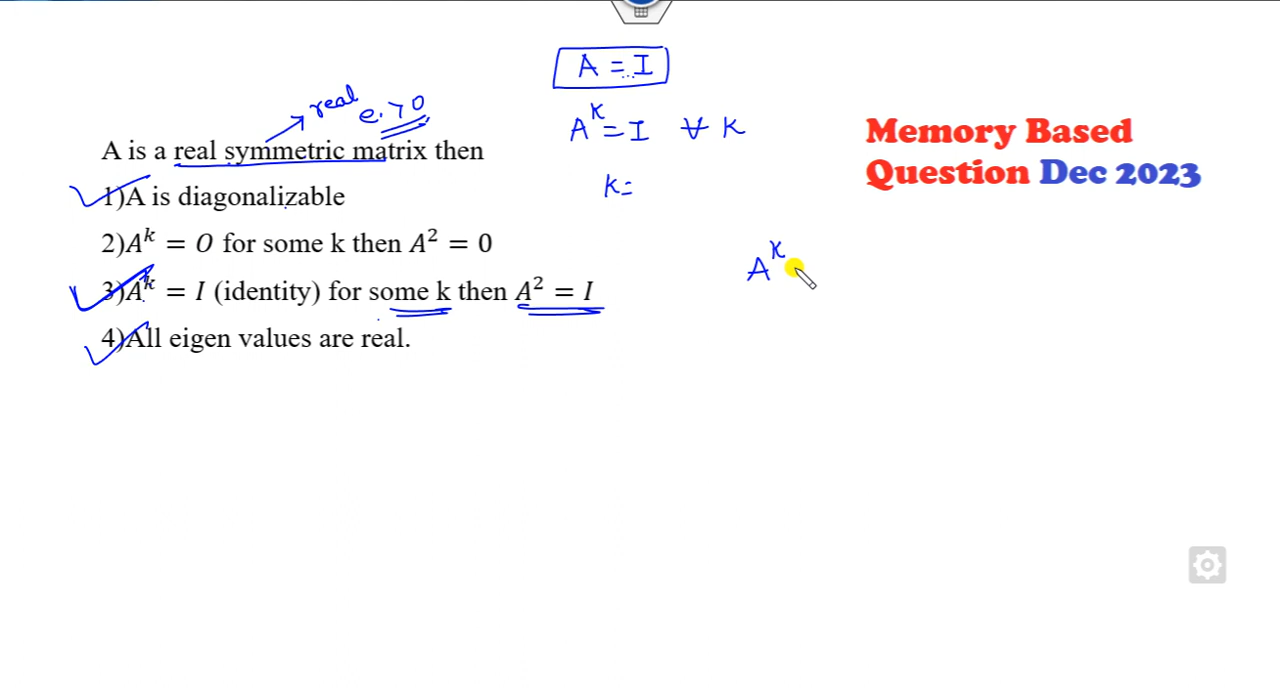 A = I
real
e. > 0
A^k = I ∀ K
Memory Based
Question Dec 2023
A is a real symmetric matrix then
k =
1)A is diagonalizable
2)A^k = O for some k then A^2 = 0
A^k
3)A^k = I (identity) for some k then A^2 = I
4)All eigen values are real.